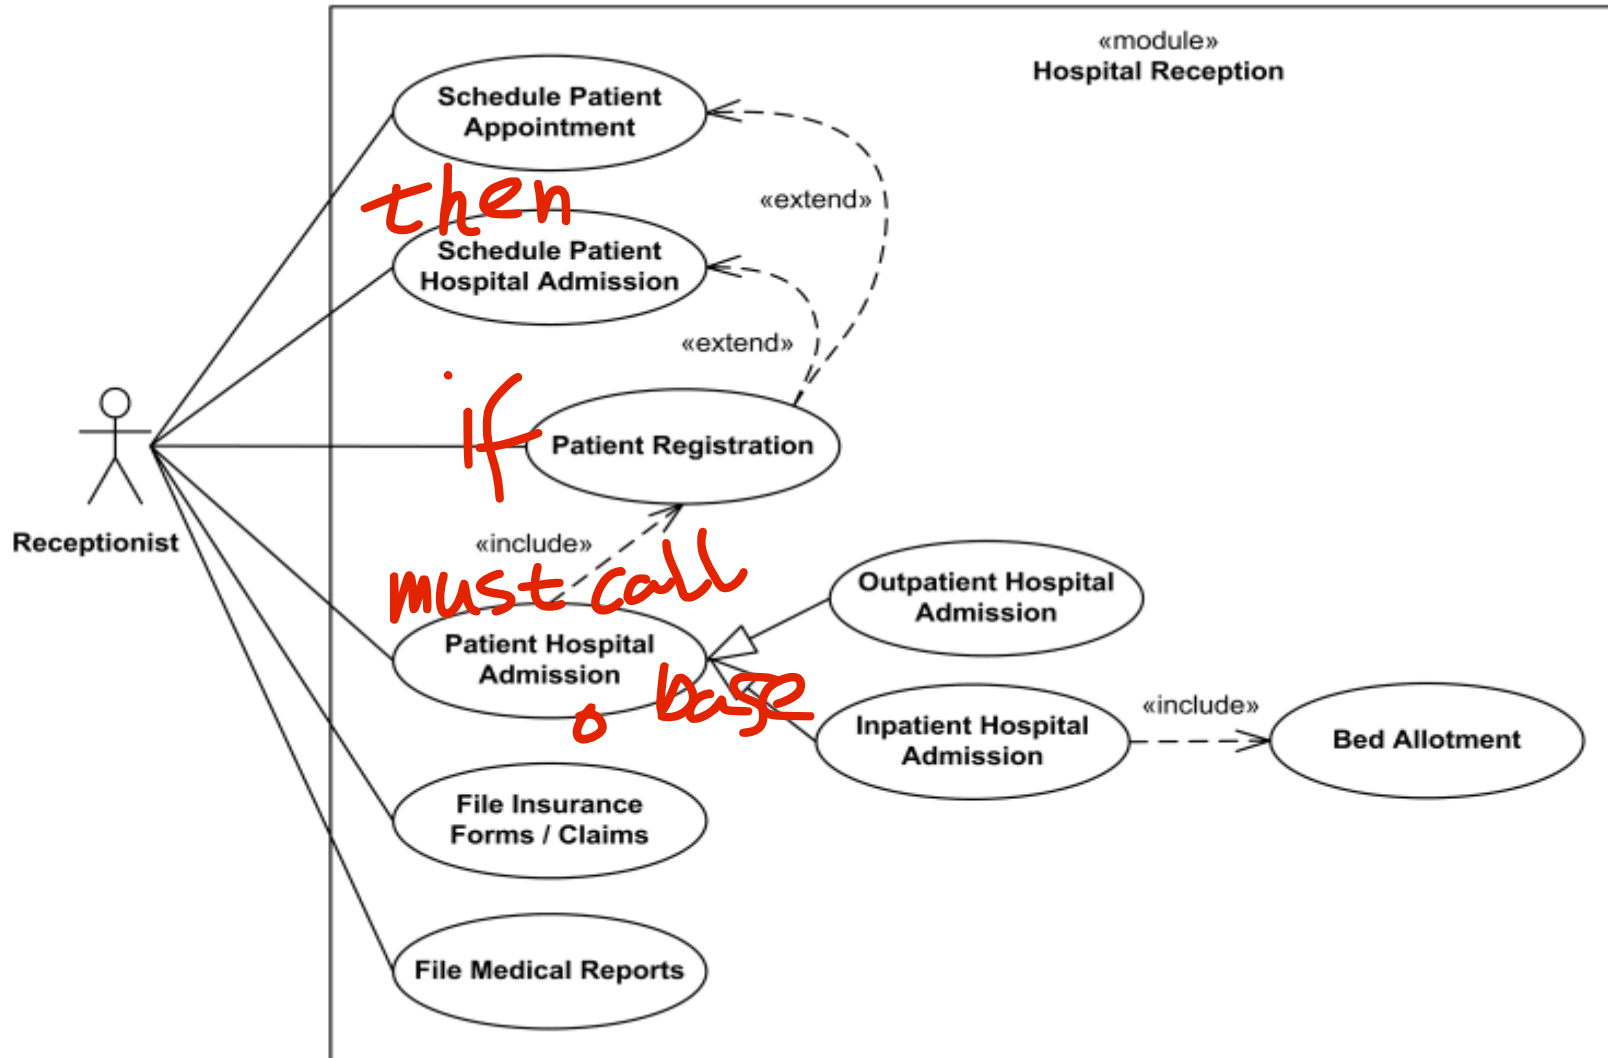 «module»
Hospital Reception
Schedule Patient
Appointment
then
«extend»
Schedule Patient
Hospital Admission
«extend»
if
Patient Registration
Receptionist
«include»
must call
Outpatient Hospital
Admission
Patient Hospital
Admission
base
Inpatient Hospital
Admission
«include»
Bed Allotment
File Insurance
Forms / Claims
File Medical Reports